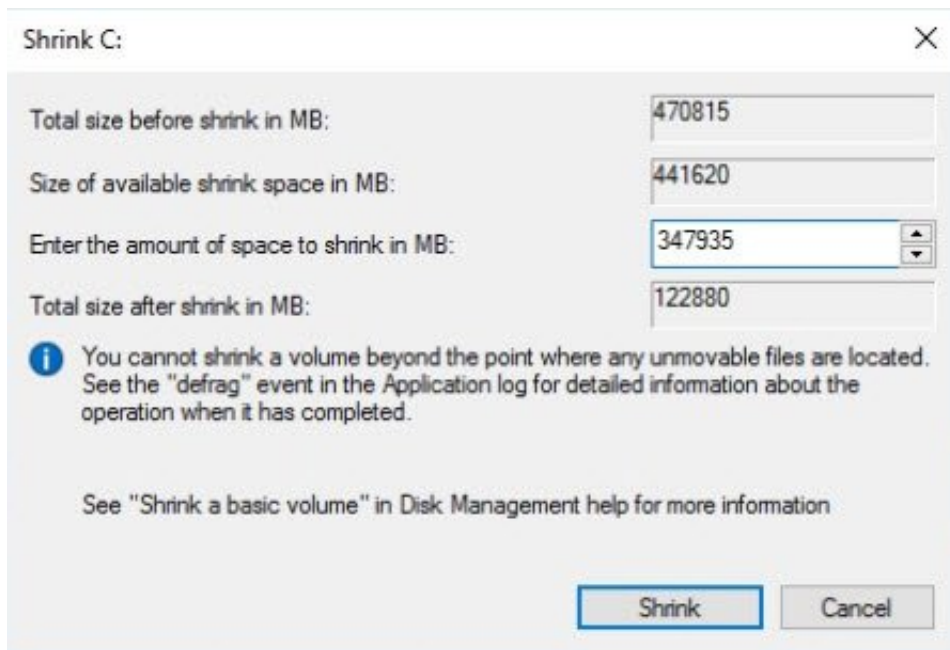 Shrink C:
Total size before shrink in MB: 470815
Size of available shrink space in MB: 441620
Enter the amount of space to shrink in MB: 347935
Total size after shrink in MB: 122880
You cannot shrink a volume beyond the point where any unmovable files are located.
See the "defrag" event in the Application log for detailed information about the
operation when it has completed.
See "Shrink a basic volume" in Disk Management help for more information
Shrink Cancel